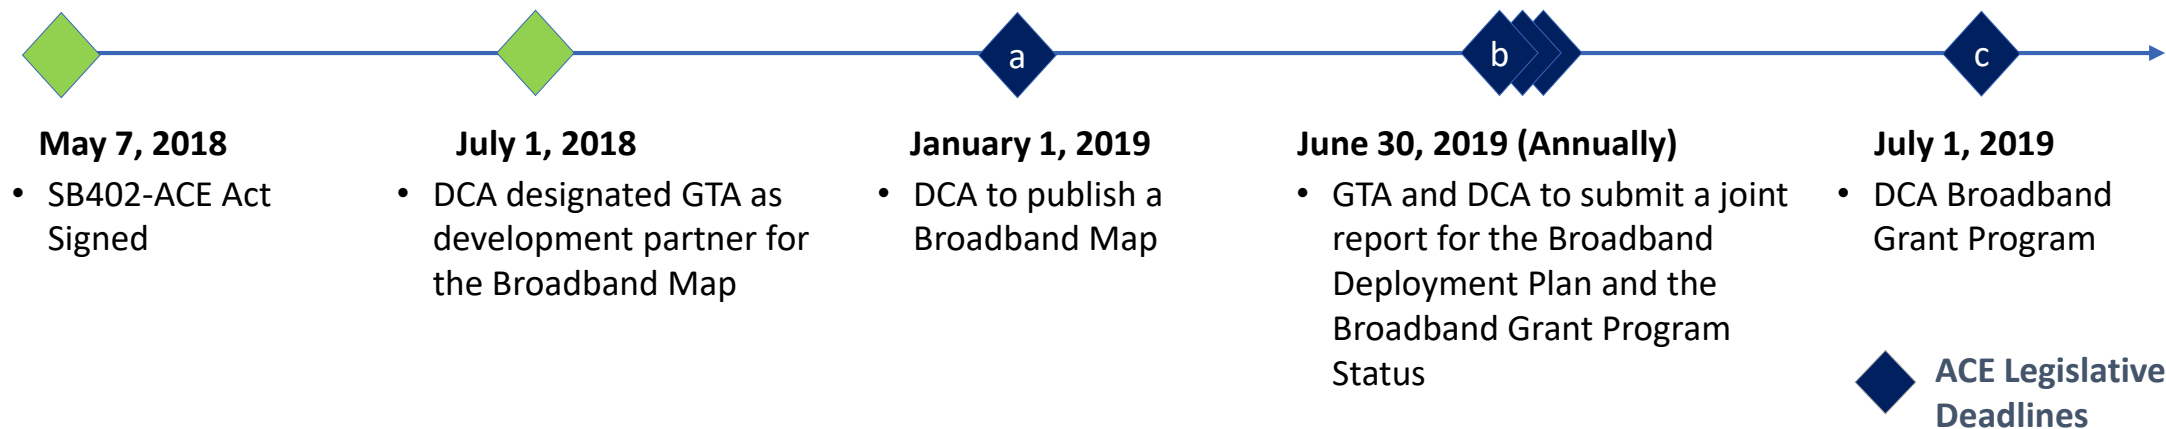 a
b
c
May 7, 2018
• SB402-ACE Act
Signed
July 1, 2018
• DCA designated GTA as
development partner for
the Broadband Map
January 1, 2019
• DCA to publish a
Broadband Map
June 30, 2019 (Annually)
• GTA and DCA to submit a joint
report for the Broadband
Deployment Plan and the
Broadband Grant Program
Status
July 1, 2019
• DCA Broadband
Grant Program
ACE Legislative
Deadlines